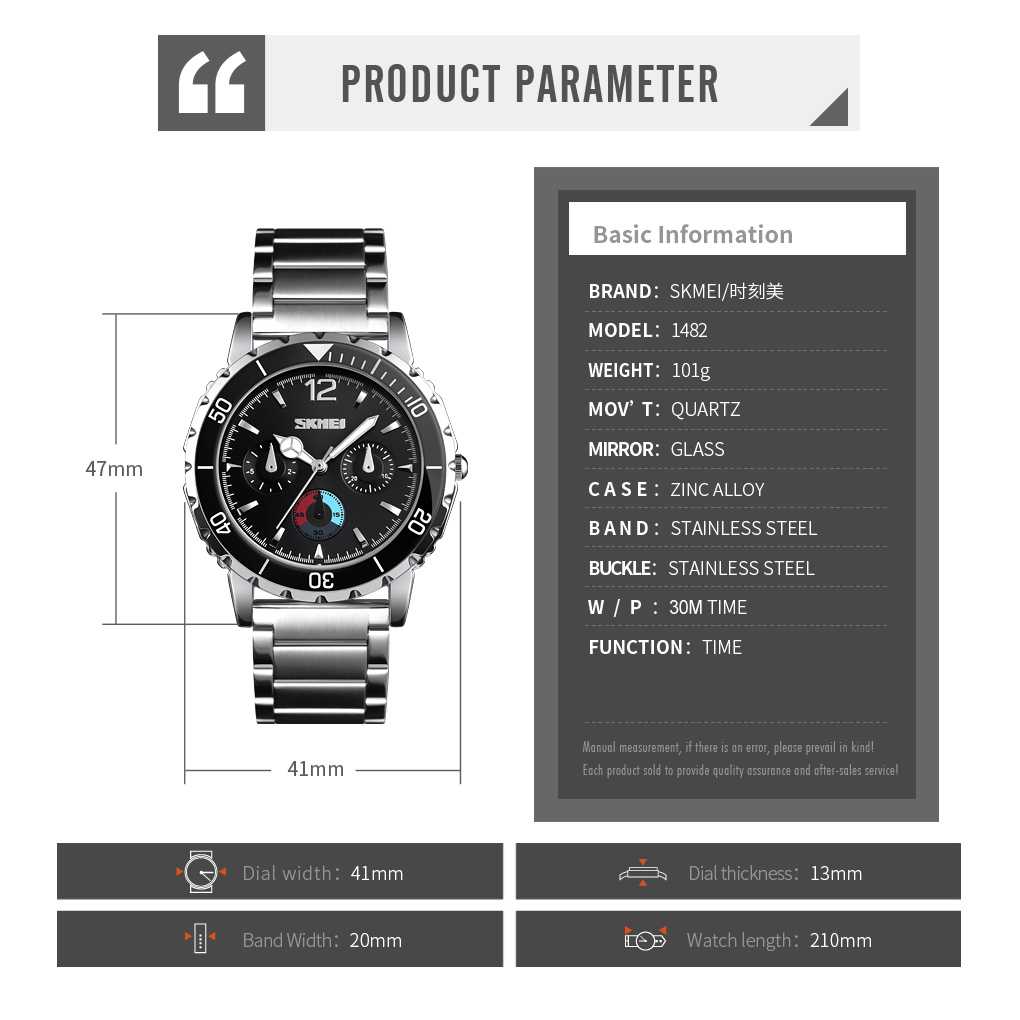 PRODUCT PARAMETER
Basic Information
BRAND: SKMEI/时刻美
MODEL: 1482
WEIGHT: 101g
MOV' T: QUARTZ
MIRROR: GLASS
CASE: ZINC ALLOY
BAND: STAINLESS STEEL
BUCKLE: STAINLESS STEEL
W / P : 30M TIME
FUNCTION: TIME
Manual measurement, if there is an error, please prevail in kind!
Each product sold to provide quality assurance and after-sales service!
47mm
12
SKMEI
10
20
30
40
50
15
30
41mm
Dial width: 41mm
Dial thickness: 13mm
Band Width: 20mm
Watch length: 210mm